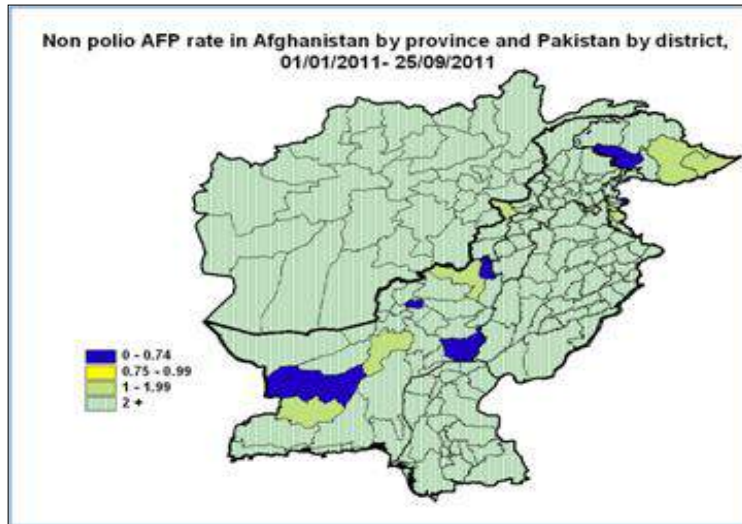 Non polio AFP rate in Afghanistan by province and Pakistan by district,
01/01/2011- 25/09/2011
0 - 0.74
0.75 - 0.99
1 - 1.99
2 +